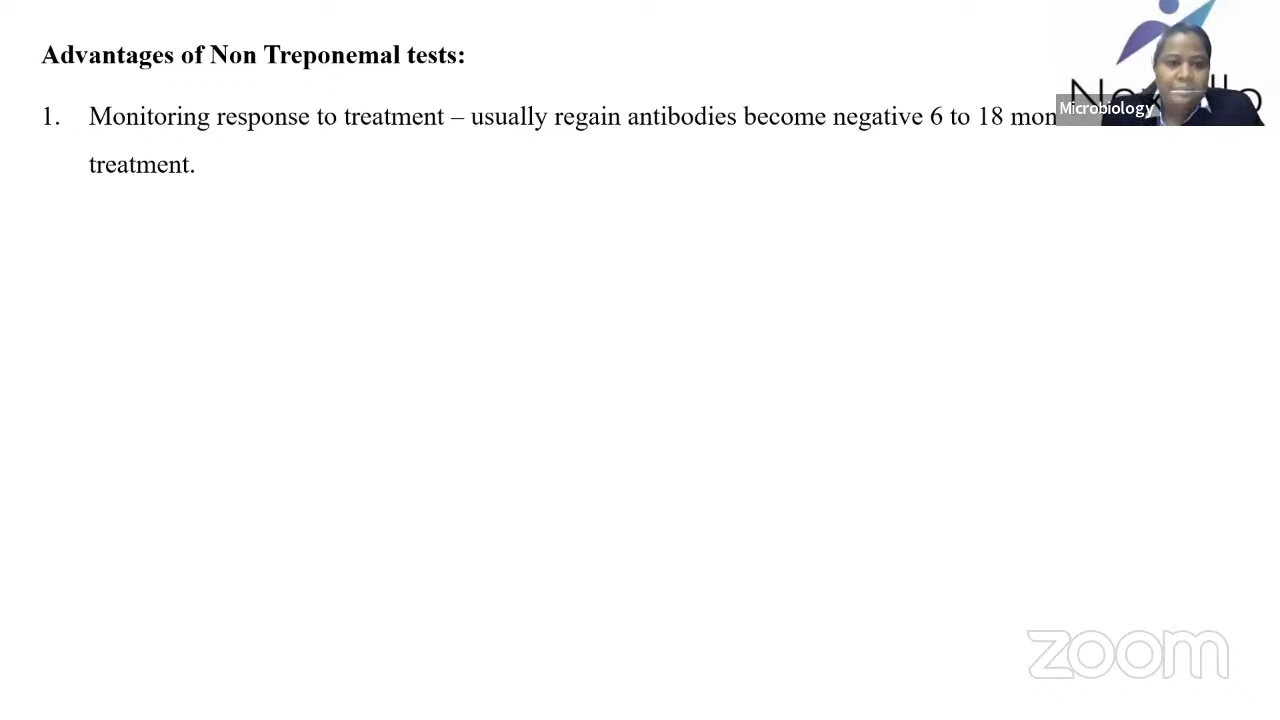 Advantages of Non Treponemal tests:
1. Monitoring response to treatment – usually regain antibodies become negative 6 to 18 mon
treatment.
Microbiology
zoom